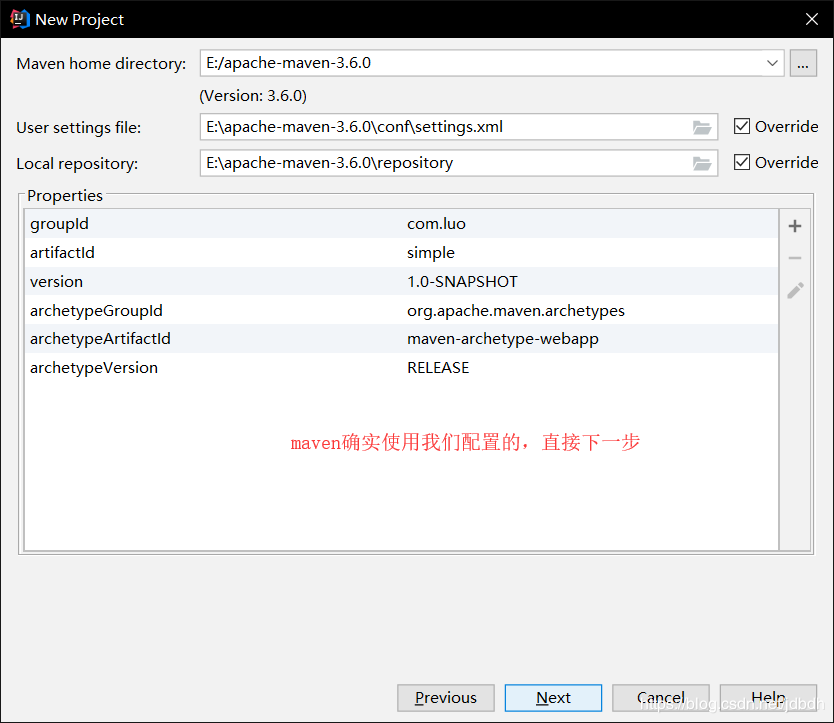 New Project
Maven home directory: E:/apache-maven-3.6.0 ...
(Version: 3.6.0)
User settings file: E:\apache-maven-3.6.0\conf\settings.xml Override
Local repository: E:\apache-maven-3.6.0\repository Override
Properties
groupId com.luo
artifactId simple
version 1.0-SNAPSHOT
archetypeGroupId org.apache.maven.archetypes
archetypeArtifactId maven-archetype-webapp
archetypeVersion RELEASE
maven确实使用我们配置的，直接下一步
Previous Next Cancel Help
https://blog.csdn.net/jdbdh